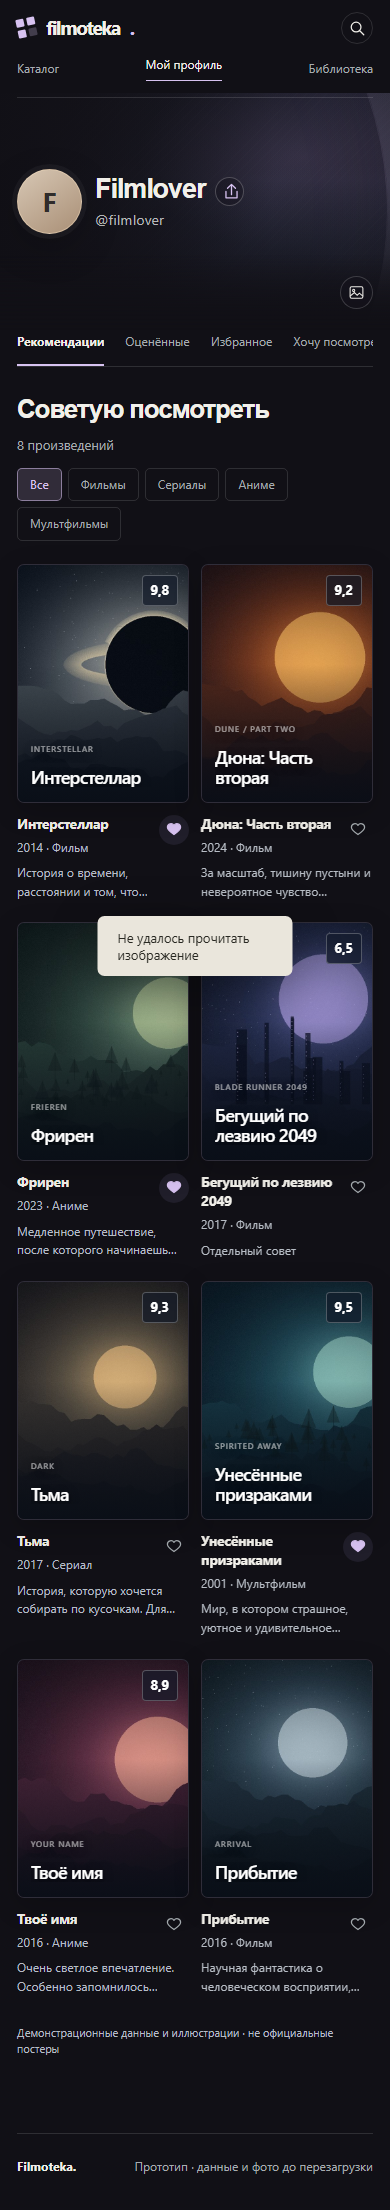 filmoteka.
Каталог
Мой профиль
Библиотека
F
Filmlover
@filmlover
Рекомендации
Оценённые
Избранное
Хочу посмотре
Советую посмотреть
8 произведений
Все
Фильмы
Сериалы
Аниме
Мультфильмы
9,8
INTERSTELLAR
Интерстеллар
9,2
DUNE / PART TWO
Дюна: Часть
вторая
Интерстеллар
2014 · Фильм
История о времени,
расстоянии и том, что...
Дюна: Часть вторая
2024 · Фильм
За масштаб, тишину пустыни и
невероятное чувство...
Не удалось прочитать
изображение
FRIEREN
Фрирен
6,5
BLADE RUNNER 2049
Бегущий по
лезвию 2049
Фрирен
2023 · Аниме
Медленное путешествие,
после которого начинаешь...
Бегущий по лезвию
2049
2017 · Фильм
Отдельный совет
9,3
DARK
Тьма
9,5
SPIRITED AWAY
Унесённые
призраками
Тьма
2017 · Сериал
История, которую хочется
собирать по кусочкам. Для...
Унесённые
призраками
2001 · Мультфильм
Мир, в котором страшное,
уютное и удивительное...
8,9
YOUR NAME
Твоё имя
ARRIVAL
Прибытие
Твоё имя
2016 · Аниме
Очень светлое впечатление.
Особенно запомнилось...
Прибытие
2016 · Фильм
Научная фантастика о
человеческом восприятии,...
Демонстрационные данные и иллюстрации · не официальные
постеры
Filmoteka.
Прототип · данные и фото до перезагрузки